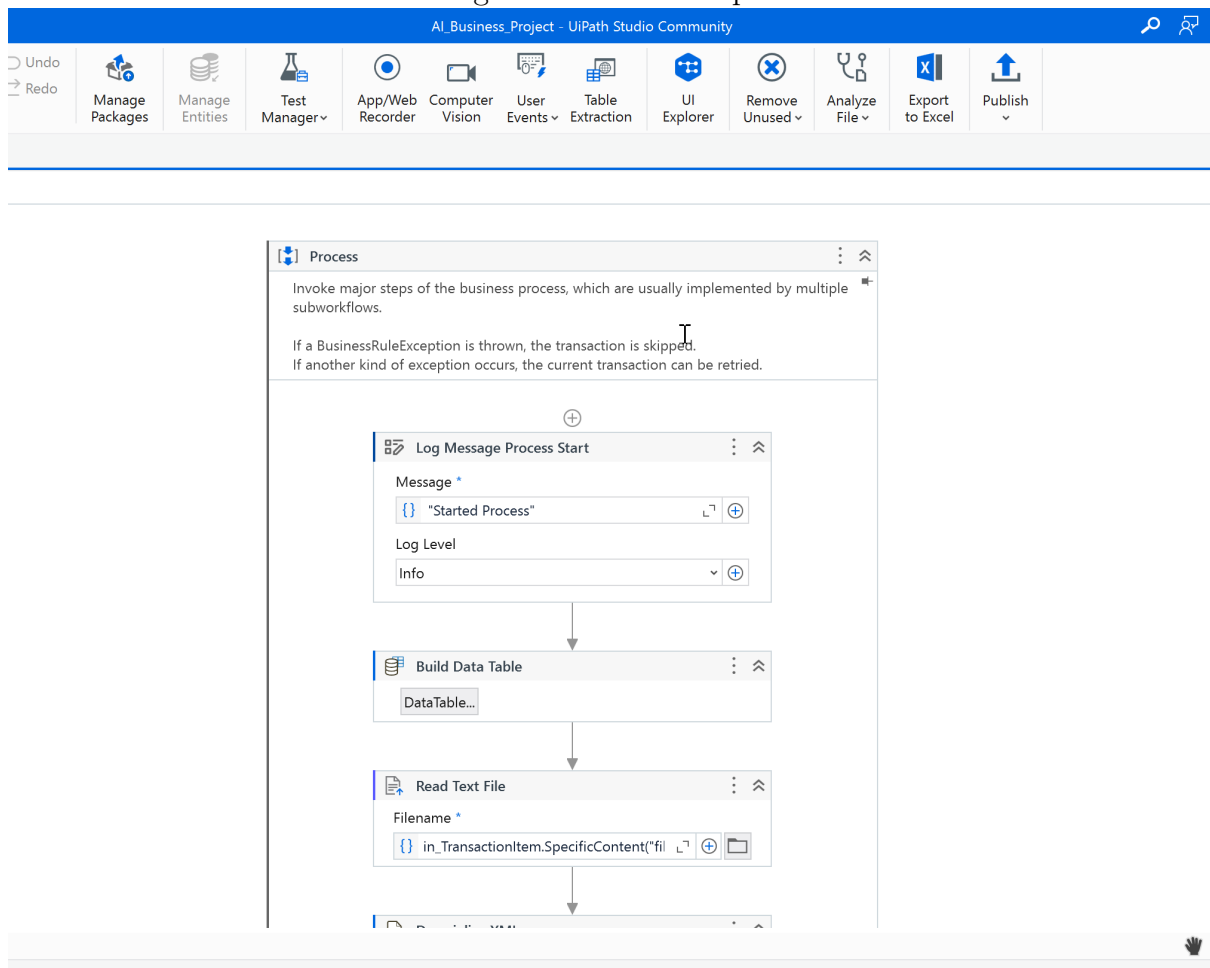 AI_Business_Project - UiPath Studio Community
Undo
Redo
Manage Packages
Manage Entities
Test Manager
App/Web Recorder
Computer Vision
User Events
Table Extraction
UI Explorer
Remove Unused
Analyze File
Export to Excel
Publish
Process
Invoke major steps of the business process, which are usually implemented by multiple
subworkflows.
If a BusinessRuleException is thrown, the transaction is skipped.
If another kind of exception occurs, the current transaction can be retried.
Log Message Process Start
Message *
{} "Started Process"
Log Level
Info
Build Data Table
DataTable...
Read Text File
Filename *
{} in_TransactionItem.SpecificContent("fil